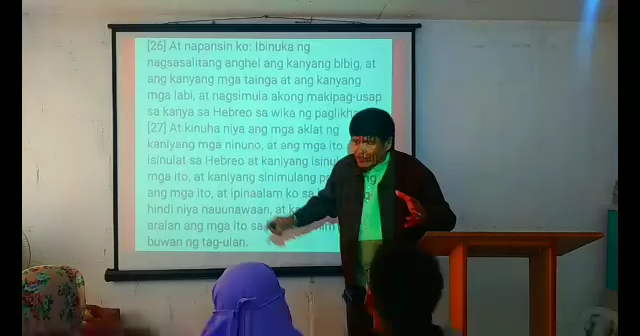 [26] At napansin ko: Ibinuka ng
nagsasalitang anghel ang kanyang bibig, at
ang kanyang mga tainga at ang kanyang
mga labi, at nagsimula akong makipag-usap
sa kanya sa Hebreo sa wika ng
[27] At kinuha niya ang mga aklat ng
kaniyang mga ninuno, at ang mga ito
isinulat sa Hebreo at kaniyang
mga ito, at kaniyang sinimulang
ang mga ito, at ipinaalam ko sa
hindi niya nauunawaan, at
aralan ang mga ito sa
buwan ng tag-ulan.